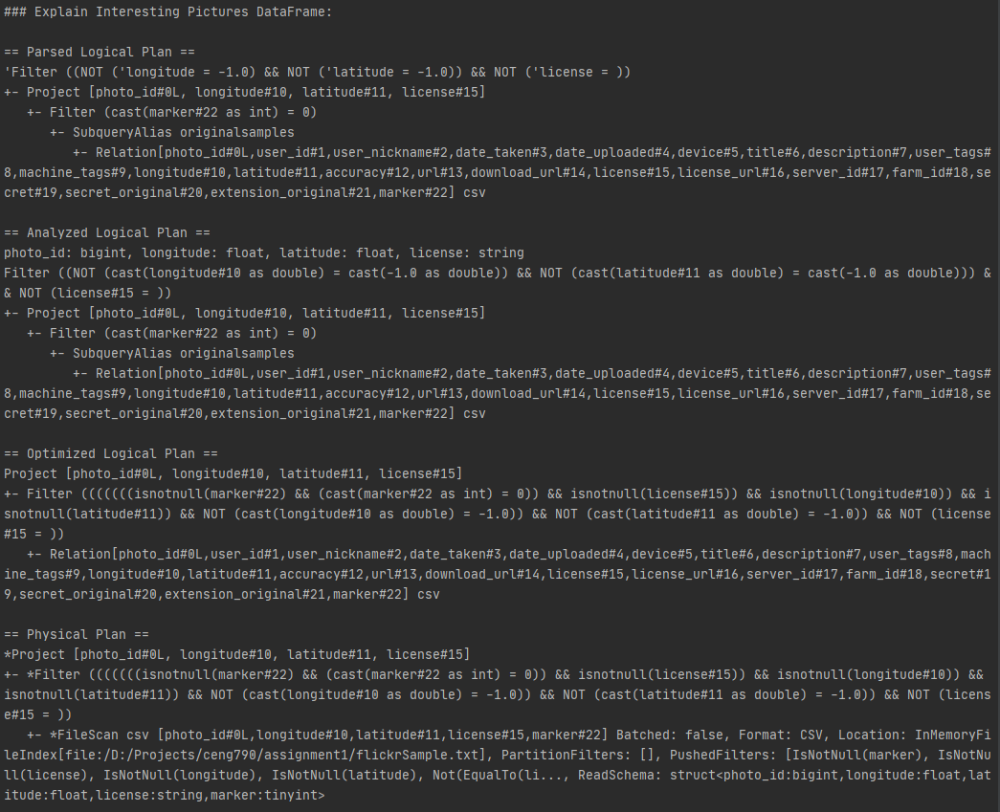 ### Explain Interesting Pictures DataFrame:

== Parsed Logical Plan ==
'Filter ((NOT ('longitude = -1.0) && NOT ('latitude = -1.0)) && NOT ('license = ))
+- Project [photo_id#0L, longitude#10, latitude#11, license#15]
   +- Filter (cast(marker#22 as int) = 0)
      +- SubqueryAlias originalsamples
         +- Relation[photo_id#0L,user_id#1,user_nickname#2,date_taken#3,date_uploaded#4,device#5,title#6,description#7,user_tags#
8,machine_tags#9,longitude#10,latitude#11,accuracy#12,url#13,download_url#14,license#15,license_url#16,server_id#17,farm_id#18,se
cret#19,secret_original#20,extension_original#21,marker#22] csv

== Analyzed Logical Plan ==
photo_id: bigint, longitude: float, latitude: float, license: string
Filter ((NOT (cast(longitude#10 as double) = cast(-1.0 as double)) && NOT (cast(latitude#11 as double) = cast(-1.0 as double))) &
& NOT (license#15 = ))
+- Project [photo_id#0L, longitude#10, latitude#11, license#15]
   +- Filter (cast(marker#22 as int) = 0)
      +- SubqueryAlias originalsamples
         +- Relation[photo_id#0L,user_id#1,user_nickname#2,date_taken#3,date_uploaded#4,device#5,title#6,description#7,user_tags#
8,machine_tags#9,longitude#10,latitude#11,accuracy#12,url#13,download_url#14,license#15,license_url#16,server_id#17,farm_id#18,se
cret#19,secret_original#20,extension_original#21,marker#22] csv

== Optimized Logical Plan ==
Project [photo_id#0L, longitude#10, latitude#11, license#15]
+- Filter (((((((isnotnull(marker#22) && (cast(marker#22 as int) = 0)) && isnotnull(license#15)) && isnotnull(longitude#10)) && i
snotnull(latitude#11)) && NOT (cast(longitude#10 as double) = -1.0)) && NOT (cast(latitude#11 as double) = -1.0)) && NOT (license
#15 = ))
   +- Relation[photo_id#0L,user_id#1,user_nickname#2,date_taken#3,date_uploaded#4,device#5,title#6,description#7,user_tags#8,mach
ine_tags#9,longitude#10,latitude#11,accuracy#12,url#13,download_url#14,license#15,license_url#16,server_id#17,farm_id#18,secret#1
9,secret_original#20,extension_original#21,marker#22] csv

== Physical Plan ==
*Project [photo_id#0L, longitude#10, latitude#11, license#15]
+- *Filter (((((((isnotnull(marker#22) && (cast(marker#22 as int) = 0)) && isnotnull(license#15)) && isnotnull(longitude#10)) &&
isnotnull(latitude#11)) && NOT (cast(longitude#10 as double) = -1.0)) && NOT (cast(latitude#11 as double) = -1.0)) && NOT (licens
e#15 = ))
   +- *FileScan csv [photo_id#0L,longitude#10,latitude#11,license#15,marker#22] Batched: false, Format: CSV, Location: InMemoryFi
leIndex[file:/D:/Projects/ceng790/assignment1/flickrSample.txt], PartitionFilters: [], PushedFilters: [IsNotNull(marker), IsNotNu
ll(license), IsNotNull(longitude), IsNotNull(latitude), Not(EqualTo(li..., ReadSchema: struct<photo_id:bigint,longitude:float,lat
itude:float,license:string,marker:tinyint>